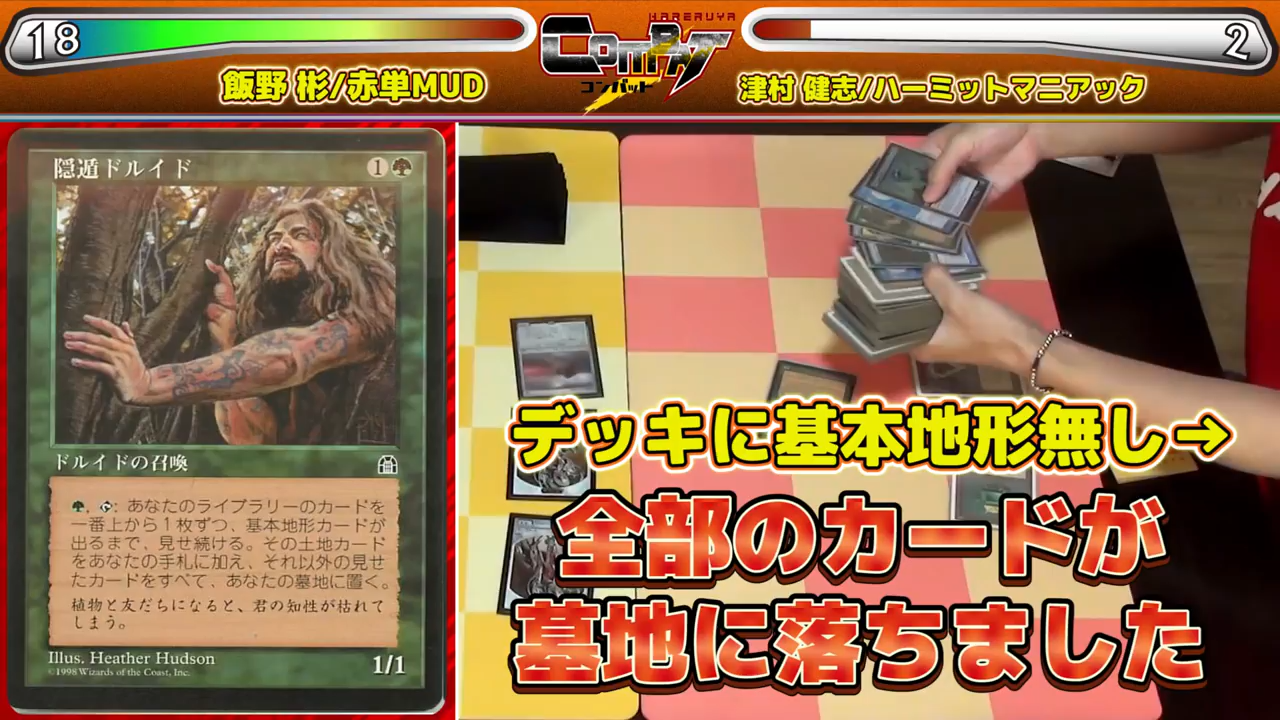 18
HARERUYA
COMBAT
コンバット
2
飯野 彬/赤単MUD
津村 健志/ハーミットマニアック
隠遁ドルイド
1
ドルイドの召喚
: あなたのライブラリーのカードを
一番上から1枚ずつ、基本地形カードが
出るまで、見せ続ける。その土地カード
をあなたの手札に加え、それ以外の見せ
たカードをすべて、あなたの墓地に置く。
植物と友だちになると、君の知性が枯れて
しまう。
Illus. Heather Hudson
©1998 Wizards of the Coast, Inc.
1/1
デッキに基本地形無し→
全部のカードが
墓地に落ちました